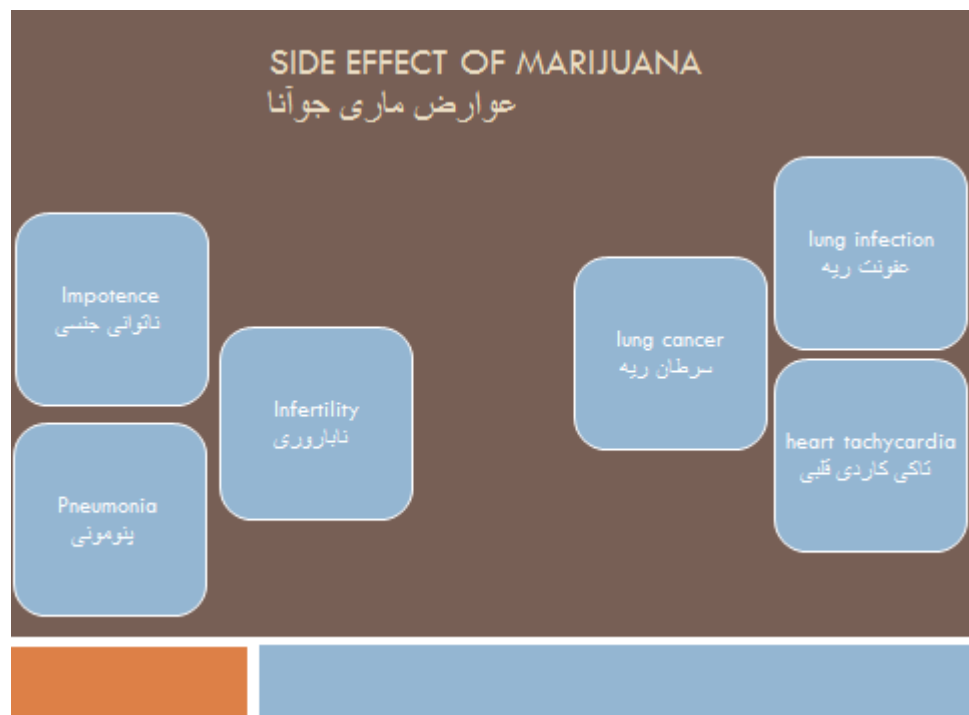 SIDE EFFECT OF MARIJUANA
عوارض ماری جوآنا
Impotence
ناتوانی جنسی
Pneumonia
پنومونی
Infertility
ناباروری
lung cancer
سرطان ریه
lung infection
عفونت ریه
heart tachycardia
تاکی کاردی قلبی